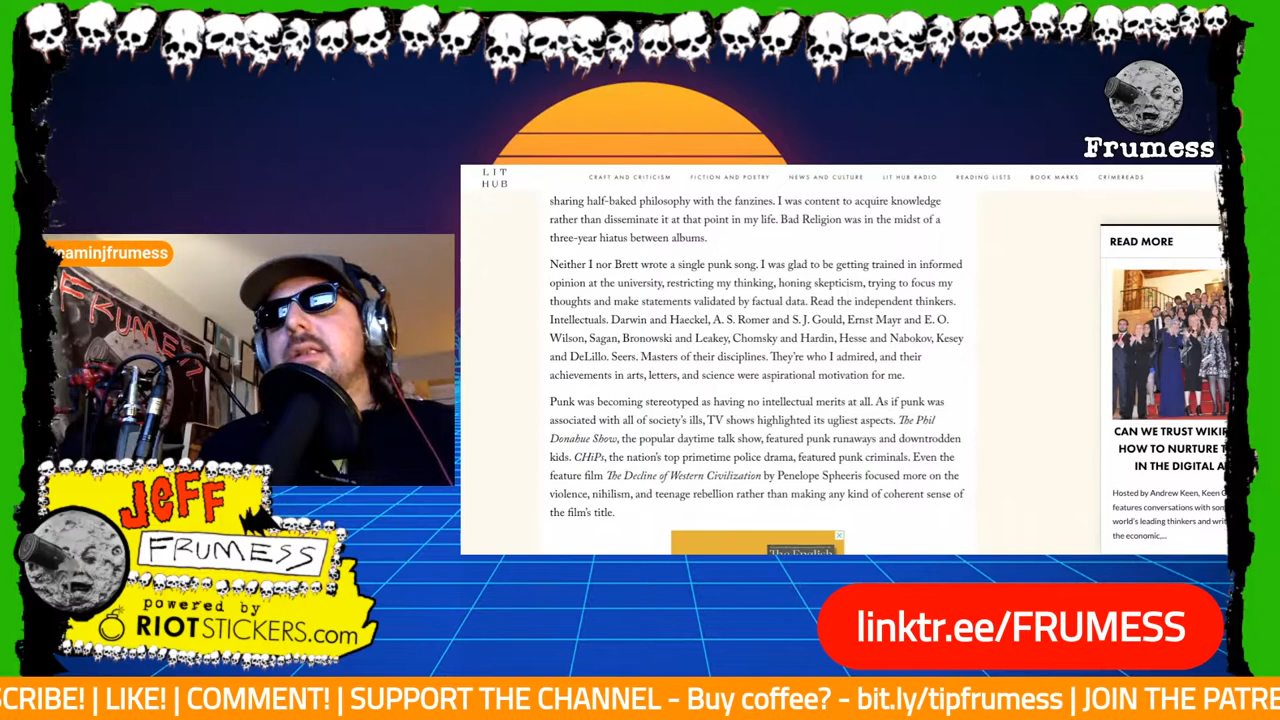 Frumess
LIT
HUB
CRAFT AND CRITICISM
FICTION AND POETRY
NEWS AND CULTURE
LIT HUB RADIO
READING LISTS
BOOK MARKS
CRIMEREADS
sharing half-baked philosophy with the fanzines. I was content to acquire knowledge
rather than disseminate it at that point in my life. Bad Religion was in the midst of a
three-year hiatus between albums.
Neither I nor Brett wrote a single punk song. I was glad to be getting trained in informed
opinion at the university, restricting my thinking, honing skepticism, trying to focus my
thoughts and make statements validated by factual data. Read the independent thinkers.
Intellectuals. Darwin and Haeckel, A. S. Romer and S. J. Gould, Ernst Mayr and E. O.
Wilson, Sagan, Bronowski and Leakey, Chomsky and Hardin, Hesse and Nabokov, Kesey
and DeLillo. Seers. Masters of their disciplines. They're who I admired, and their
achievements in arts, letters, and science were aspirational motivation for me.
Punk was becoming stereotyped as having no intellectual merits at all. As if punk was
associated with all of society's ills, TV shows highlighted its ugliest aspects. The Phil
Donahue Show, the popular daytime talk show, featured punk runaways and downtrodden
kids. CHiPs, the nation's top primetime police drama, featured punk criminals. Even the
feature film The Decline of Western Civilization by Penelope Spheeris focused more on the
violence, nihilism, and teenage rebellion rather than making any kind of coherent sense of
the film's title.
The English
READ MORE
CAN WE TRUST WIKIP
HOW TO NURTURE T
IN THE DIGITAL A
Hosted by Andrew Keen, Keen O
features conversations with som
world's leading thinkers and writ
the economic,...
eaminjfrumess
FRUMESS
JEFF
FRUMESS
powered by
RIOTSTICKERS.com
linktr.ee/FRUMESS
SCRIBE! | LIKE! | COMMENT! | SUPPORT THE CHANNEL - Buy coffee? - bit.ly/tipfrumess | JOIN THE PATRE